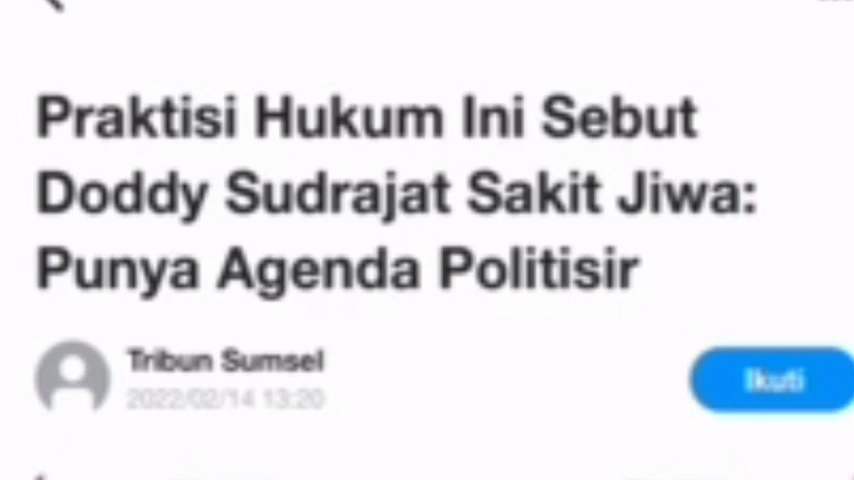 Praktisi Hukum Ini Sebut
Doddy Sudrajat Sakit Jiwa:
Punya Agenda Politisir
Tribun Sumsel
2022/02/14 13:20
Ikuti